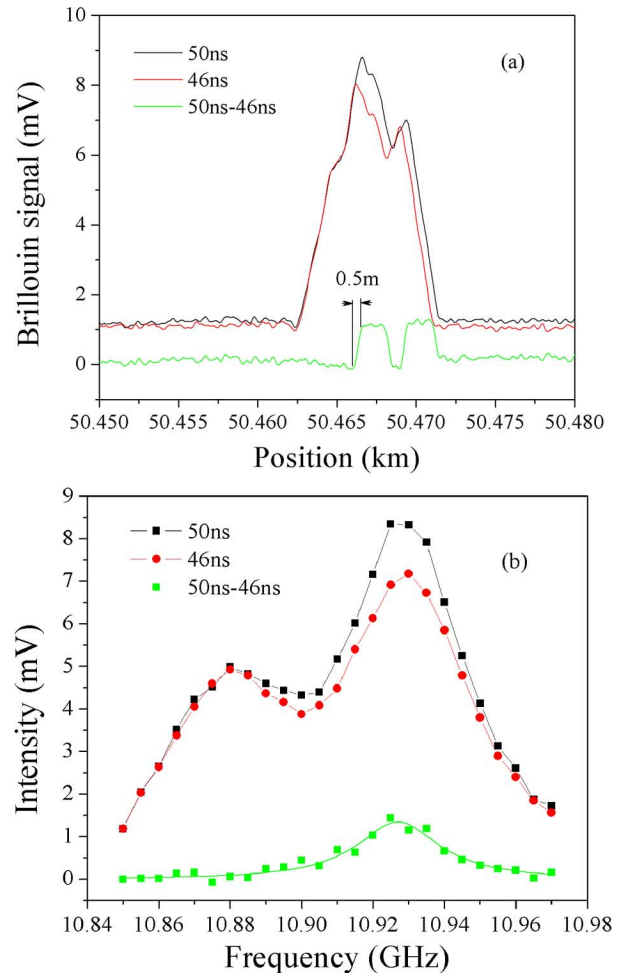 10
50ns
(a)
46ns
8
50ns-46ns
6
Brillouin signal (mV)
4
0.5m
2
0
50.450 50.455 50.460 50.465 50.470 50.475 50.480
Position (km)
9
8
50ns
46ns
(b)
7
50ns-46ns
6
5
Intensity (mV)
4
3
2
1
0
10.84 10.86 10.88 10.90 10.92 10.94 10.96 10.98
Frequency (GHz)